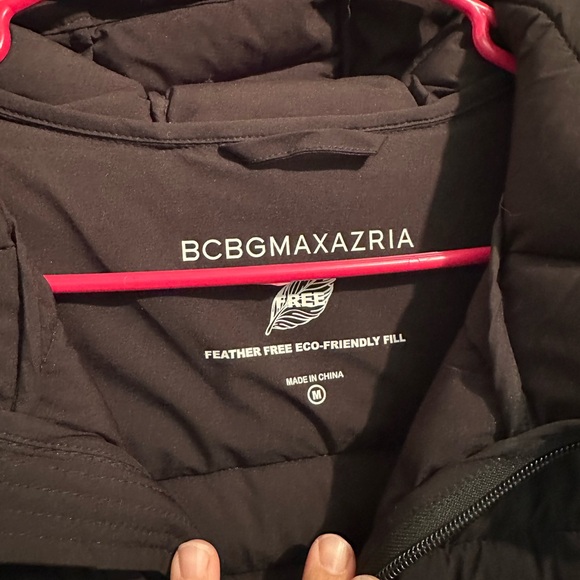 BCBGMAXAZRIA
FREE
FEATHER FREE ECO-FRIENDLY FILL
MADE IN CHINA
M